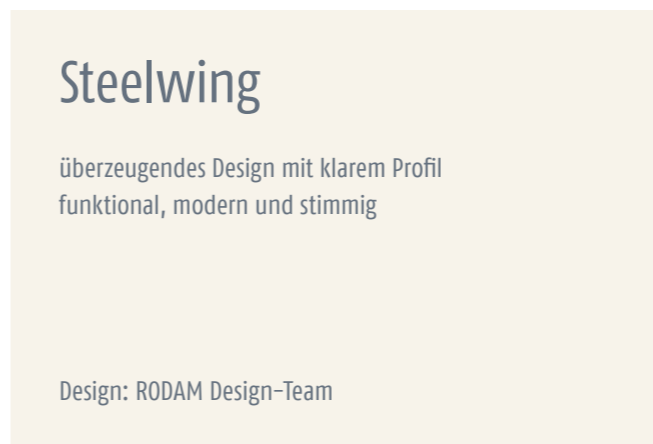 Steelwing
überzeugendes Design mit klarem Profil
funktional, modern und stimmig
Design: RODAM Design-Team